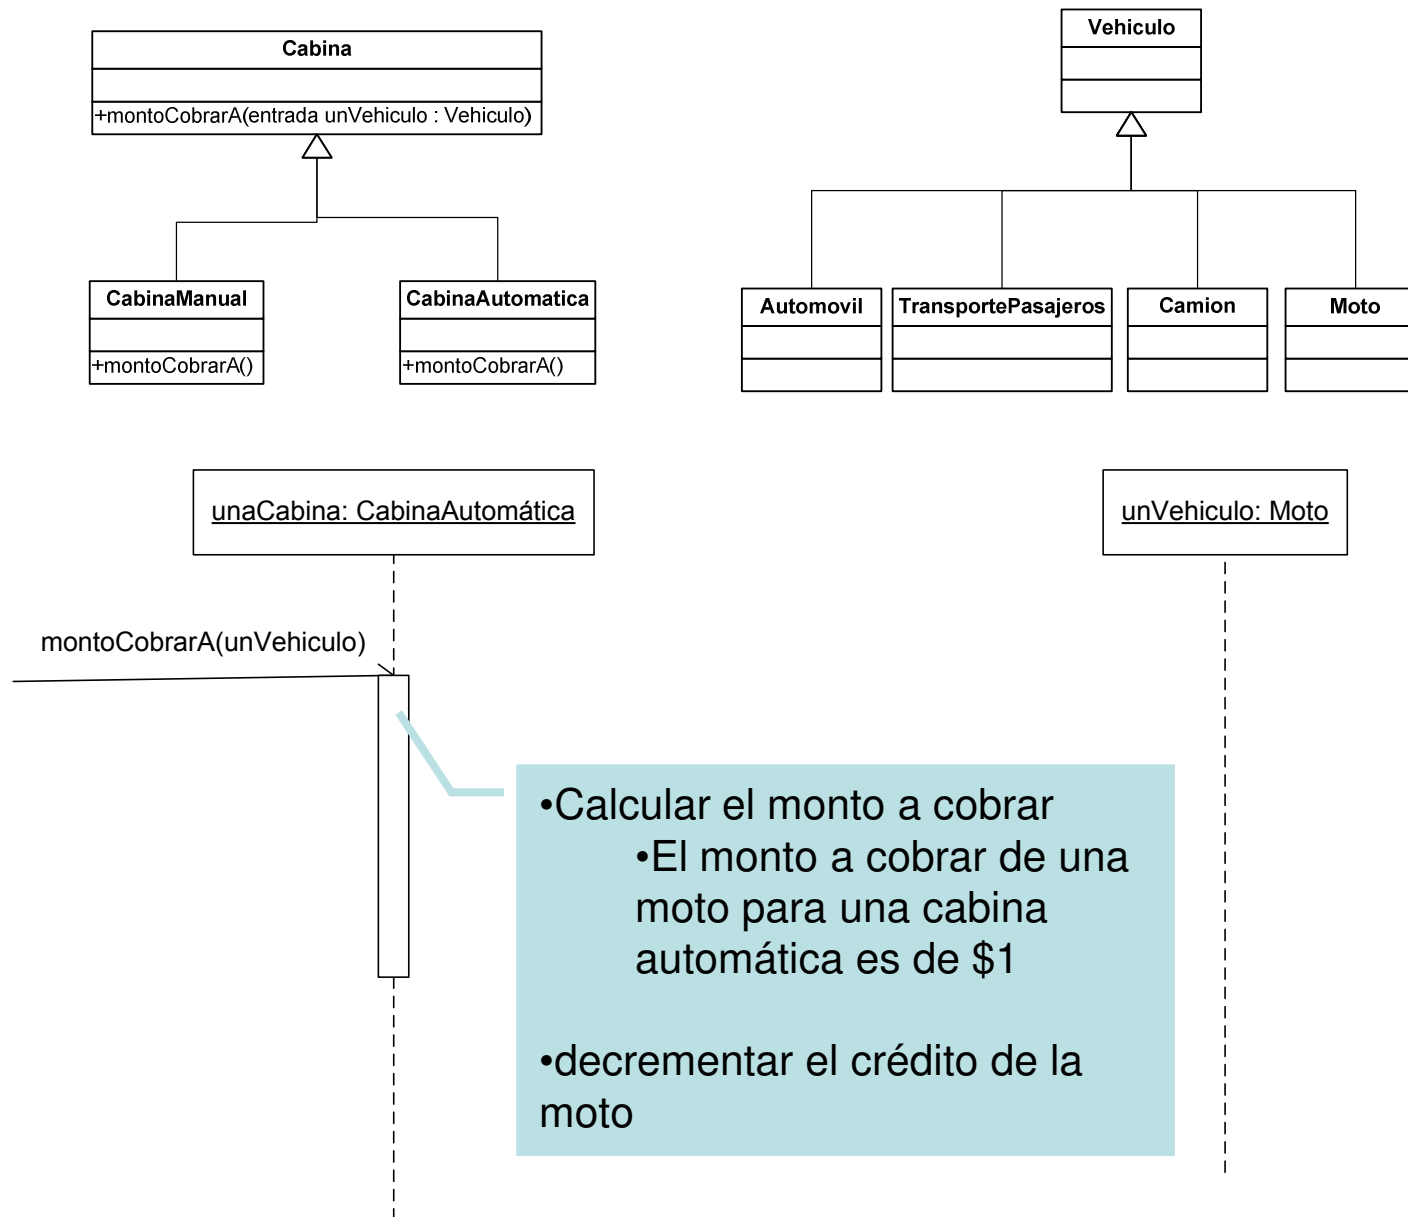 Cabina
+montoCobrarA(entrada unVehiculo : Vehiculo)
Vehiculo
CabinaManual
+montoCobrarA()
CabinaAutomatica
+montoCobrarA()
Automovil
TransportePasajeros
Camion
Moto
unaCabina: CabinaAutomática
unVehiculo: Moto
montoCobrarA(unVehiculo)
•Calcular el monto a cobrar
•El monto a cobrar de una
moto para una cabina
automática es de $1
•decrementar el crédito de la
moto